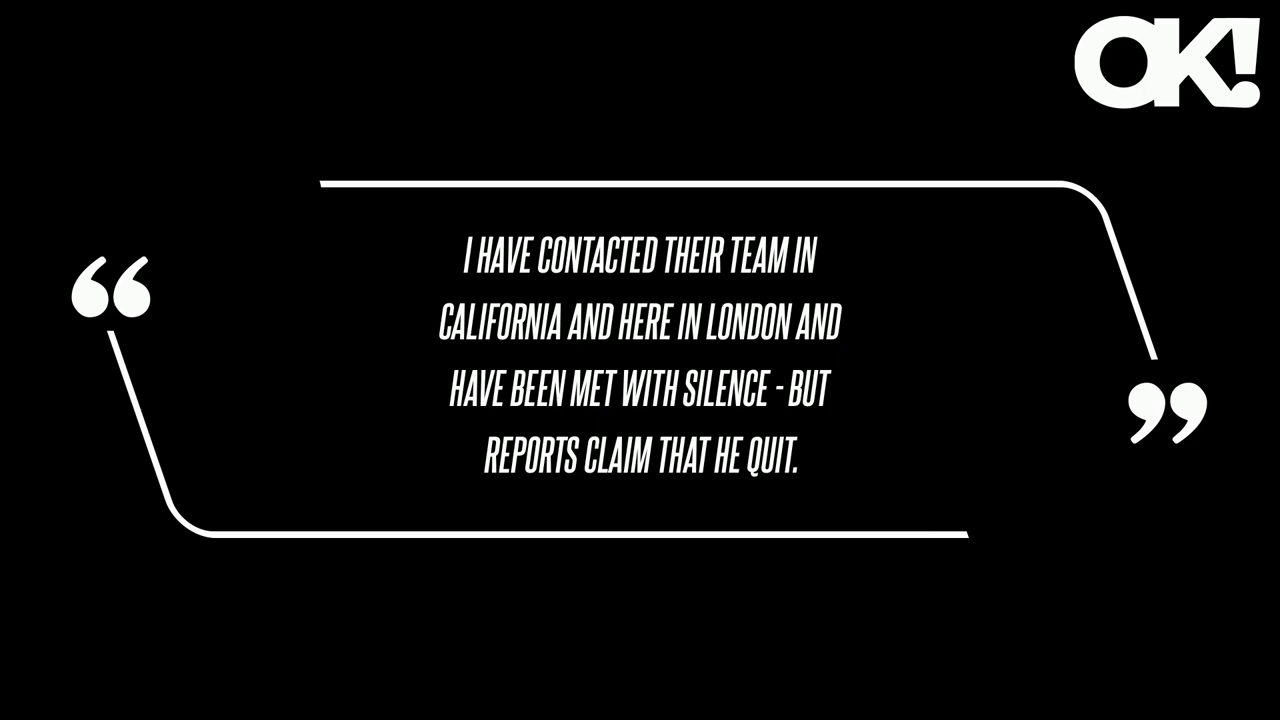 OK!
“
I HAVE CONTACTED THEIR TEAM IN
CALIFORNIA AND HERE IN LONDON AND
HAVE BEEN MET WITH SILENCE - BUT
REPORTS CLAIM THAT HE QUIT.
”